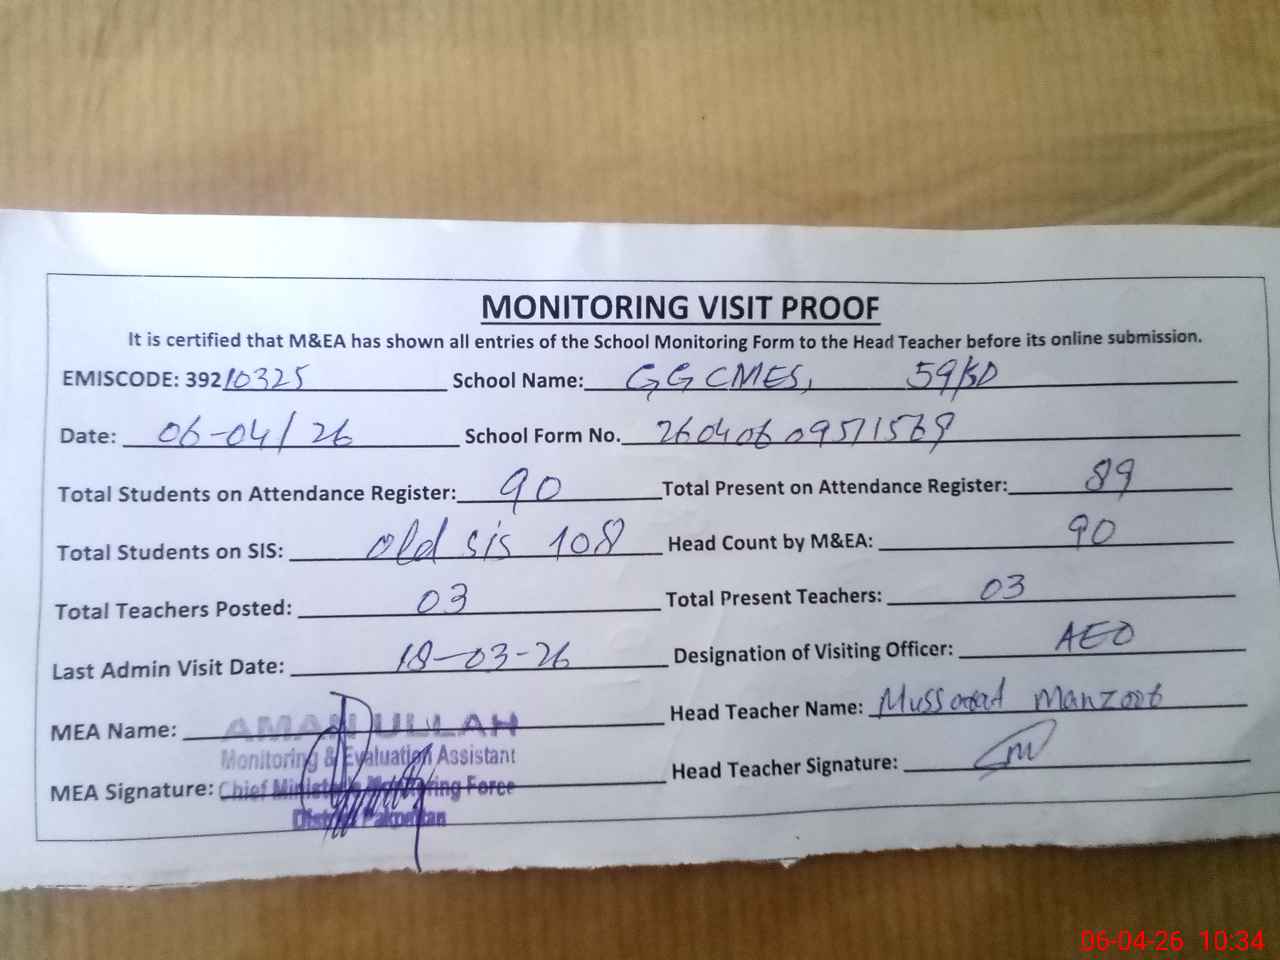 MONITORING VISIT PROOF
It is certified that M&EA has shown all entries of the School Monitoring Form to the Head Teacher before its online submission.
EMISCODE: 39210325 School Name: GGCMES, 59/SD
Date: 06-04/26 School Form No. 26040609571569
Total Students on Attendance Register: 90 Total Present on Attendance Register: 89
Total Students on SIS: old sis 108 Head Count by M&EA: 90
Total Teachers Posted: 03 Total Present Teachers: 03
Last Admin Visit Date: 18-03-26 Designation of Visiting Officer: AEO
MEA Name: AMAN ULLAH Head Teacher Name: Manzoor
Monitoring & Evaluation Assistant
MEA Signature: Chief Minister's Monitoring Force Head Teacher Signature:
District Pakpattan
06-04-26 10:34